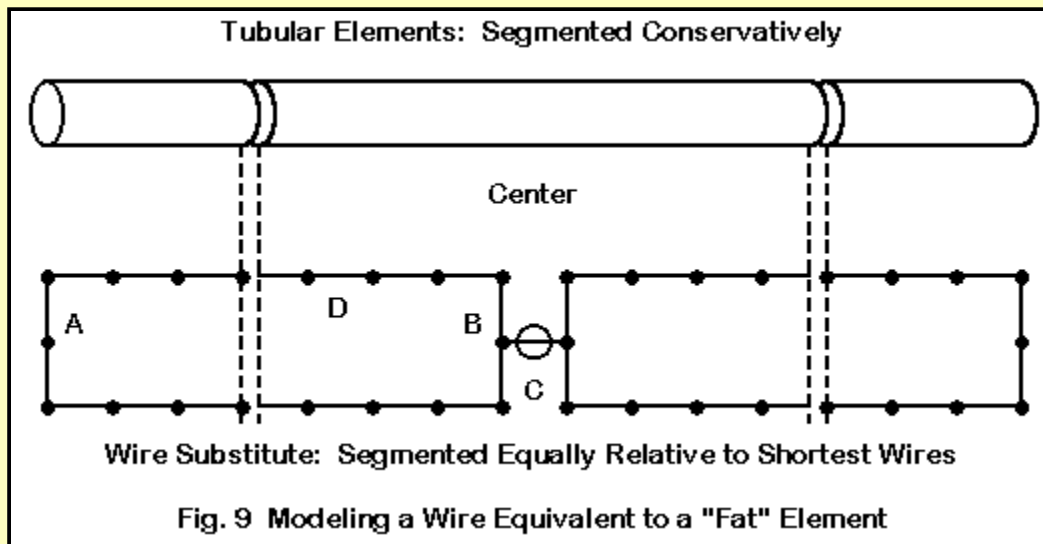 Tubular Elements: Segmented Conservatively
Center
A
D
B
C
Wire Substitute: Segmented Equally Relative to Shortest Wires
Fig. 9 Modeling a Wire Equivalent to a "Fat" Element